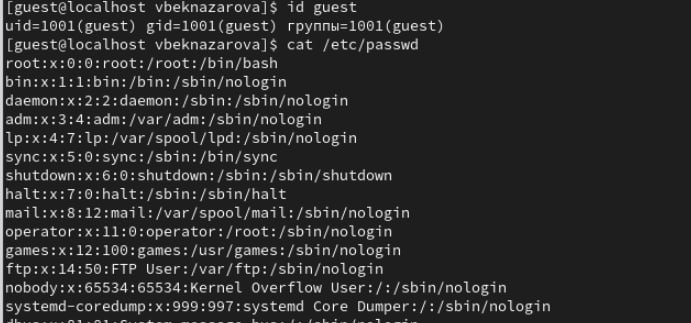 [guest@localhost vbeknazarova]$ id guest
uid=1001(guest) gid=1001(guest) группы=1001(guest)
[guest@localhost vbeknazarova]$ cat /etc/passwd
root:x:0:0:root:/root:/bin/bash
bin:x:1:1:bin:/bin:/sbin/nologin
daemon:x:2:2:daemon:/sbin:/sbin/nologin
adm:x:3:4:adm:/var/adm:/sbin/nologin
lp:x:4:7:lp:/var/spool/lpd:/sbin/nologin
sync:x:5:0:sync:/sbin:/bin/sync
shutdown:x:6:0:shutdown:/sbin:/sbin/shutdown
halt:x:7:0:halt:/sbin:/sbin/halt
mail:x:8:12:mail:/var/spool/mail:/sbin/nologin
operator:x:11:0:operator:/root:/sbin/nologin
games:x:12:100:games:/usr/games:/sbin/nologin
ftp:x:14:50:FTP User:/var/ftp:/sbin/nologin
nobody:x:65534:65534:Kernel Overflow User:/:/sbin/nologin
systemd-coredump:x:999:997:systemd Core Dumper:/:/sbin/nologin